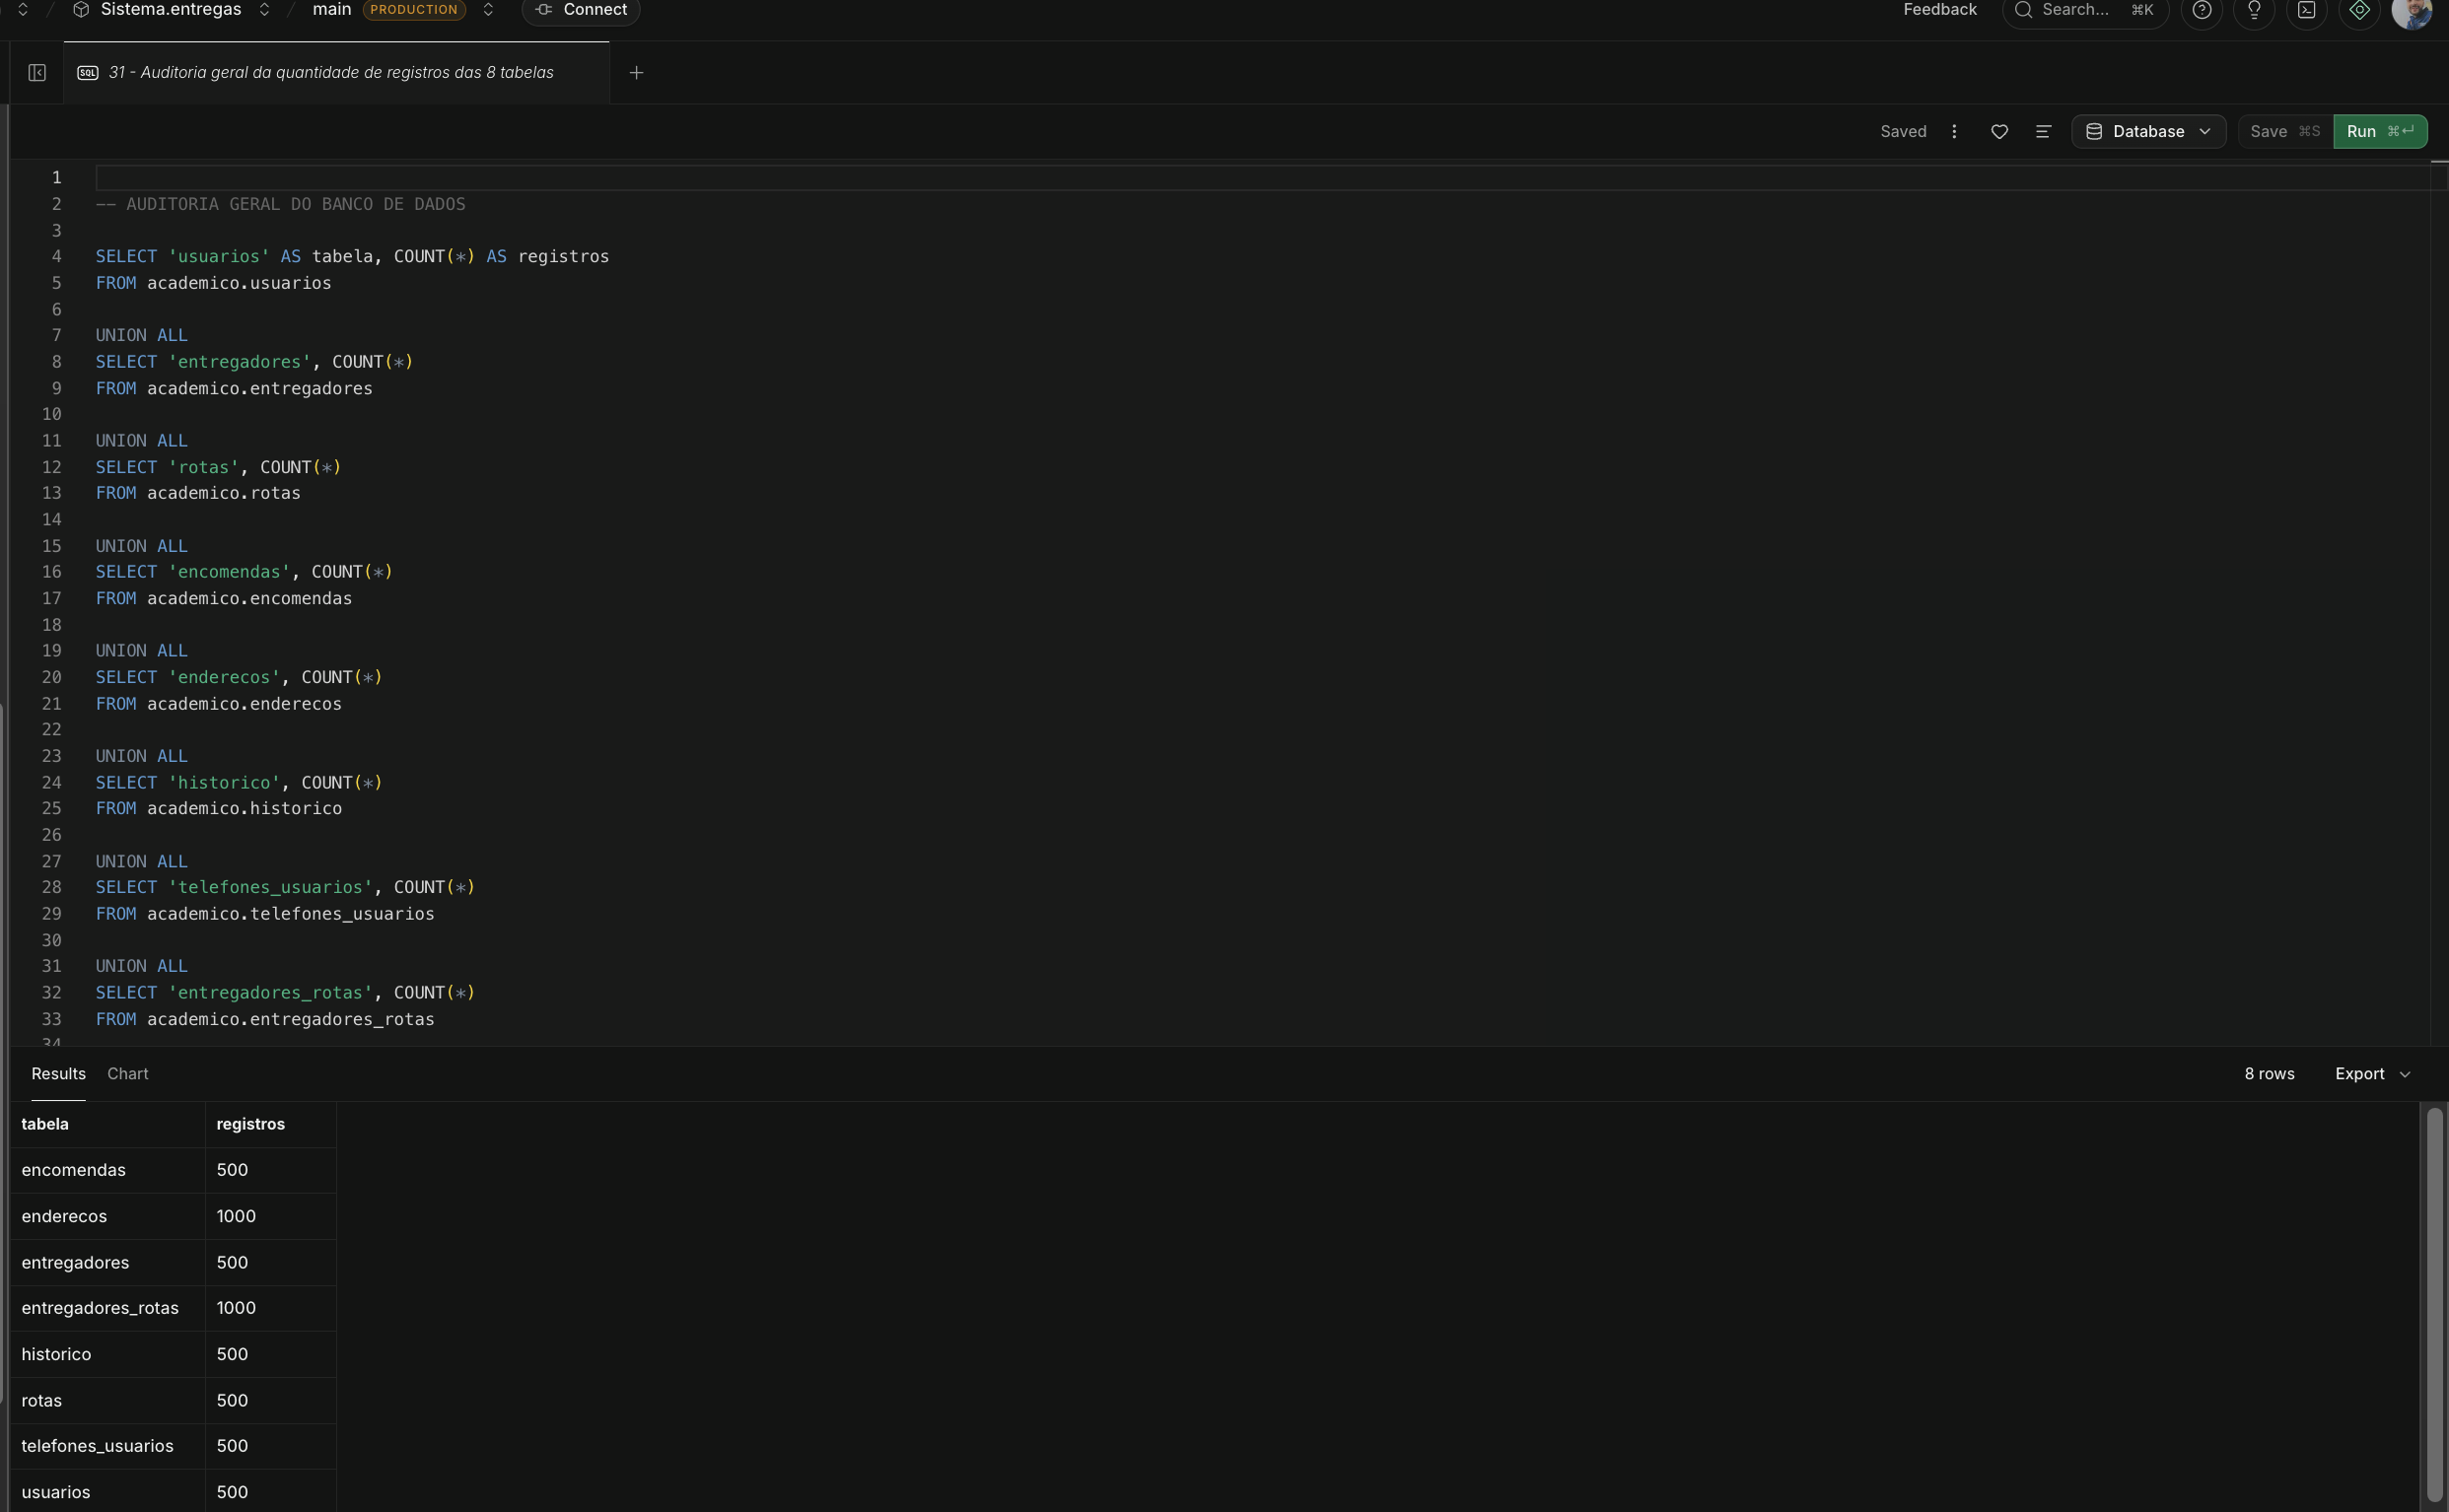 Sistema.entregas / main PRODUCTION Connect Feedback Search... ⌘K
SQL 31 - Auditoria geral da quantidade de registros das 8 tabelas
Saved Database Save ⌘S Run ⌘↵
1
2 -- AUDITORIA GERAL DO BANCO DE DADOS
3
4 SELECT 'usuarios' AS tabela, COUNT(*) AS registros
5 FROM academico.usuarios
6
7 UNION ALL
8 SELECT 'entregadores', COUNT(*)
9 FROM academico.entregadores
10
11 UNION ALL
12 SELECT 'rotas', COUNT(*)
13 FROM academico.rotas
14
15 UNION ALL
16 SELECT 'encomendas', COUNT(*)
17 FROM academico.encomendas
18
19 UNION ALL
20 SELECT 'enderecos', COUNT(*)
21 FROM academico.enderecos
22
23 UNION ALL
24 SELECT 'historico', COUNT(*)
25 FROM academico.historico
26
27 UNION ALL
28 SELECT 'telefones_usuarios', COUNT(*)
29 FROM academico.telefones_usuarios
30
31 UNION ALL
32 SELECT 'entregadores_rotas', COUNT(*)
33 FROM academico.entregadores_rotas
34
Results Chart 8 rows Export
tabela registros
encomendas 500
enderecos 1000
entregadores 500
entregadores_rotas 1000
historico 500
rotas 500
telefones_usuarios 500
usuarios 500